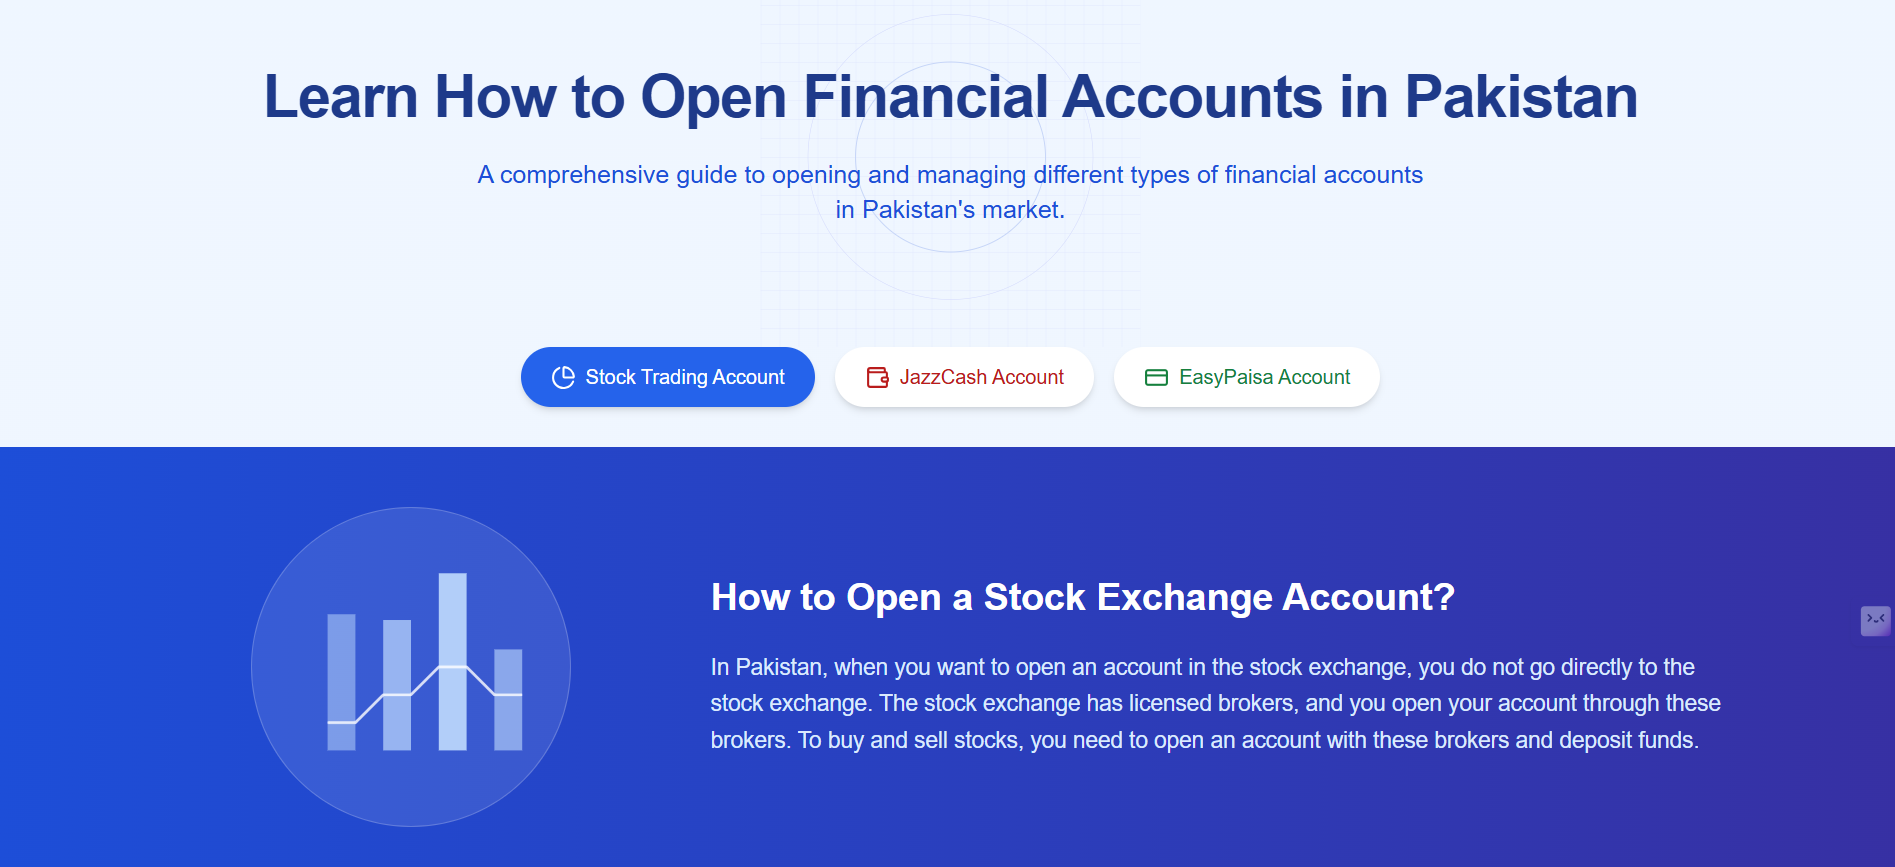 Learn How to Open Financial Accounts in Pakistan
A comprehensive guide to opening and managing different types of financial accounts
in Pakistan's market.
Stock Trading Account
JazzCash Account
EasyPaisa Account
How to Open a Stock Exchange Account?
In Pakistan, when you want to open an account in the stock exchange, you do not go directly to the
stock exchange. The stock exchange has licensed brokers, and you open your account through these
brokers. To buy and sell stocks, you need to open an account with these brokers and deposit funds.